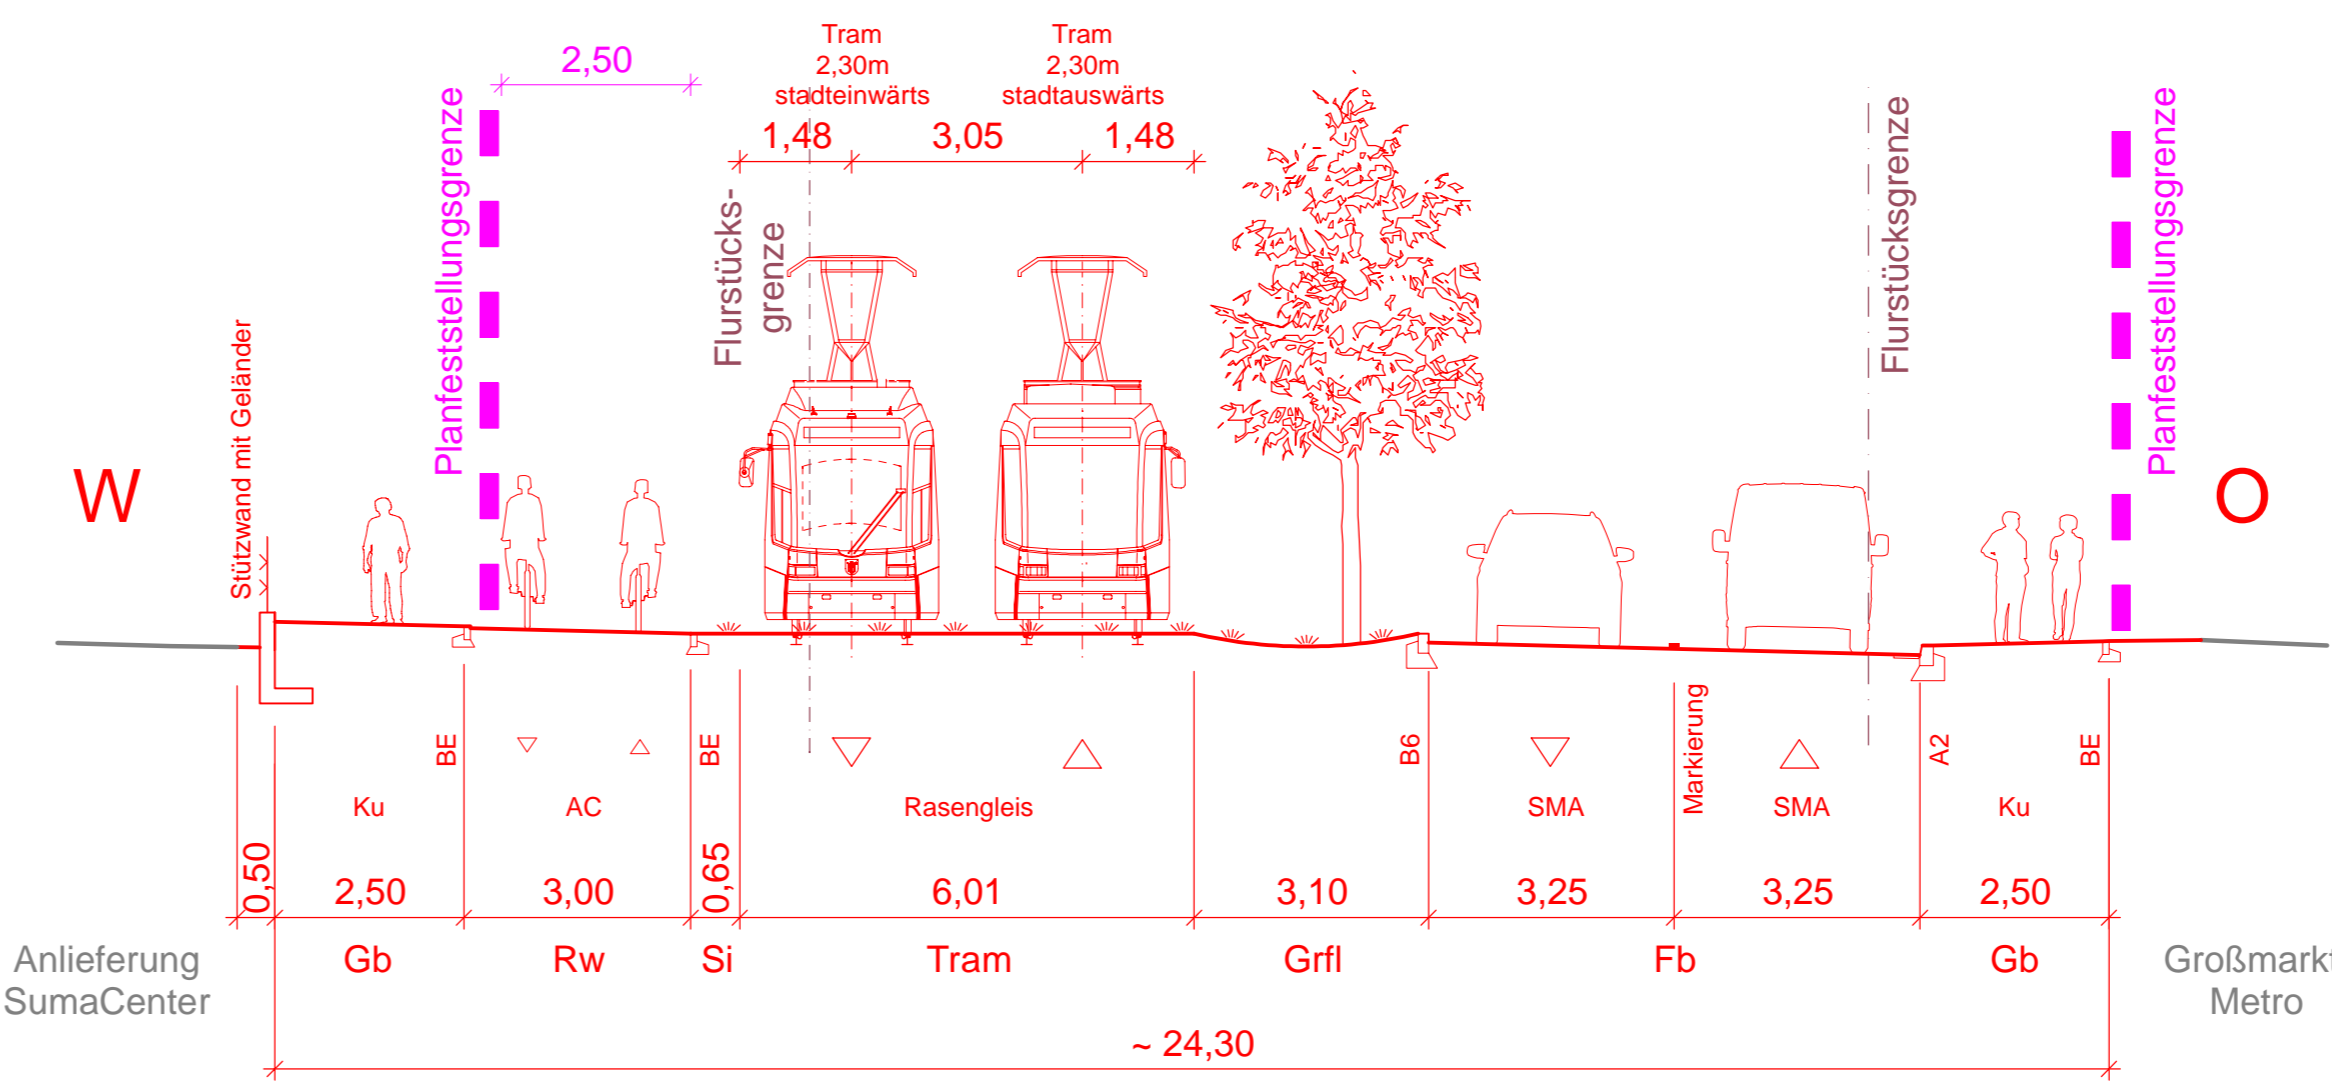 Tram
2,30m
stadteinwärts
Tram
2,30m
stadtauswärts
2,50
1,48
3,05
1,48
Planfeststellungsgrenze
Flurstücks-
grenze
Flurstücksgrenze
Planfeststellungsgrenze
Stützwand mit Geländer
W
O
BE
BE
B6
Markierung
A2
BE
Ku
AC
Rasengleis
SMA
SMA
Ku
0,50
2,50
3,00
0,65
6,01
3,10
3,25
3,25
2,50
Anlieferung
SumaCenter
Gb
Rw
Si
Tram
Grfl
Fb
Gb
Großmarkt
Metro
~ 24,30